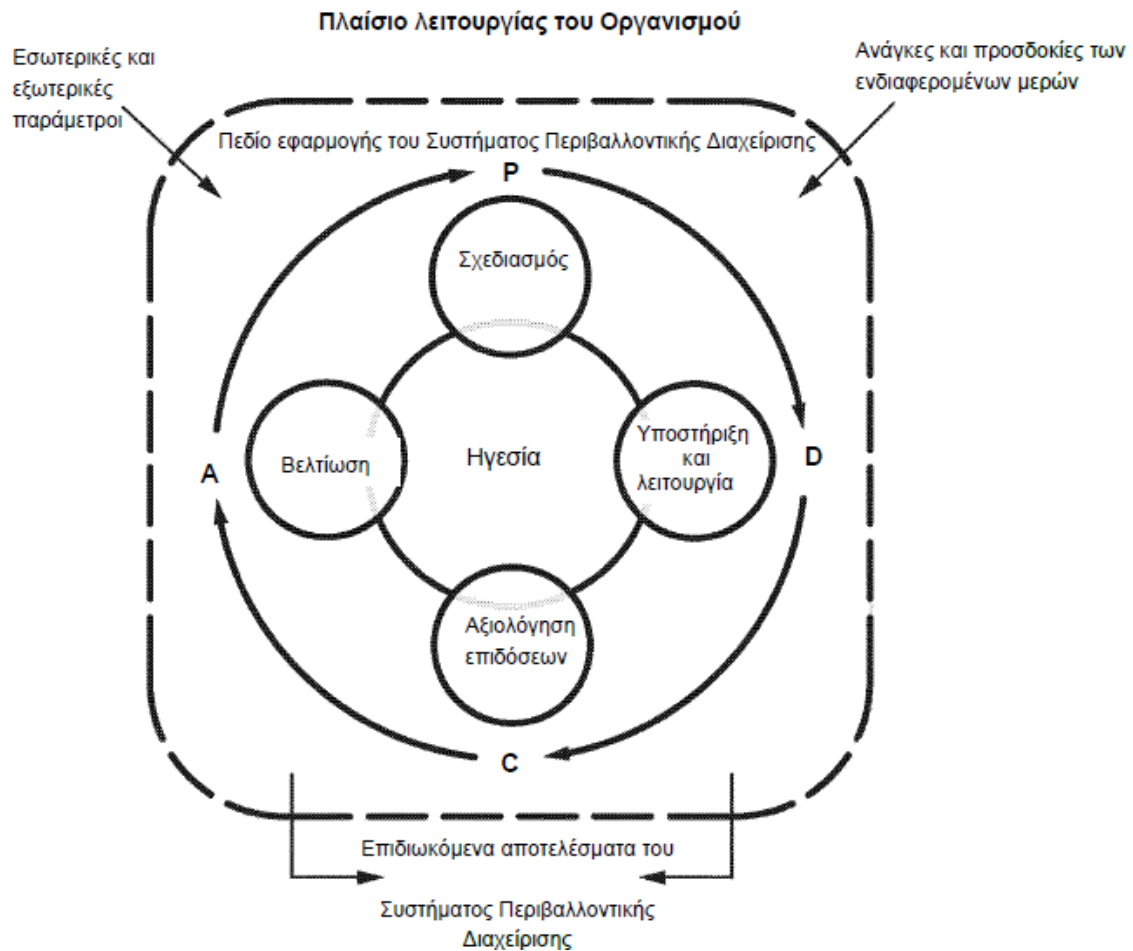 Πλαίσιο λειτουργίας του Οργανισμού
Εσωτερικές και
εξωτερικές
παράμετροι
Ανάγκες και προσδοκίες των
ενδιαφερομένων μερών
Πεδίο εφαρμογής του Συστήματος Περιβαλλοντικής Διαχείρισης
P
Σχεδιασμός
A
Βελτίωση
Ηγεσία
Υποστήριξη
και
λειτουργία
D
Αξιολόγηση
επιδόσεων
C
Επιδιωκόμενα αποτελέσματα του
Συστήματος Περιβαλλοντικής
Διαχείρισης